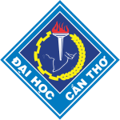 ĐẠI HỌC
CẦN THƠ